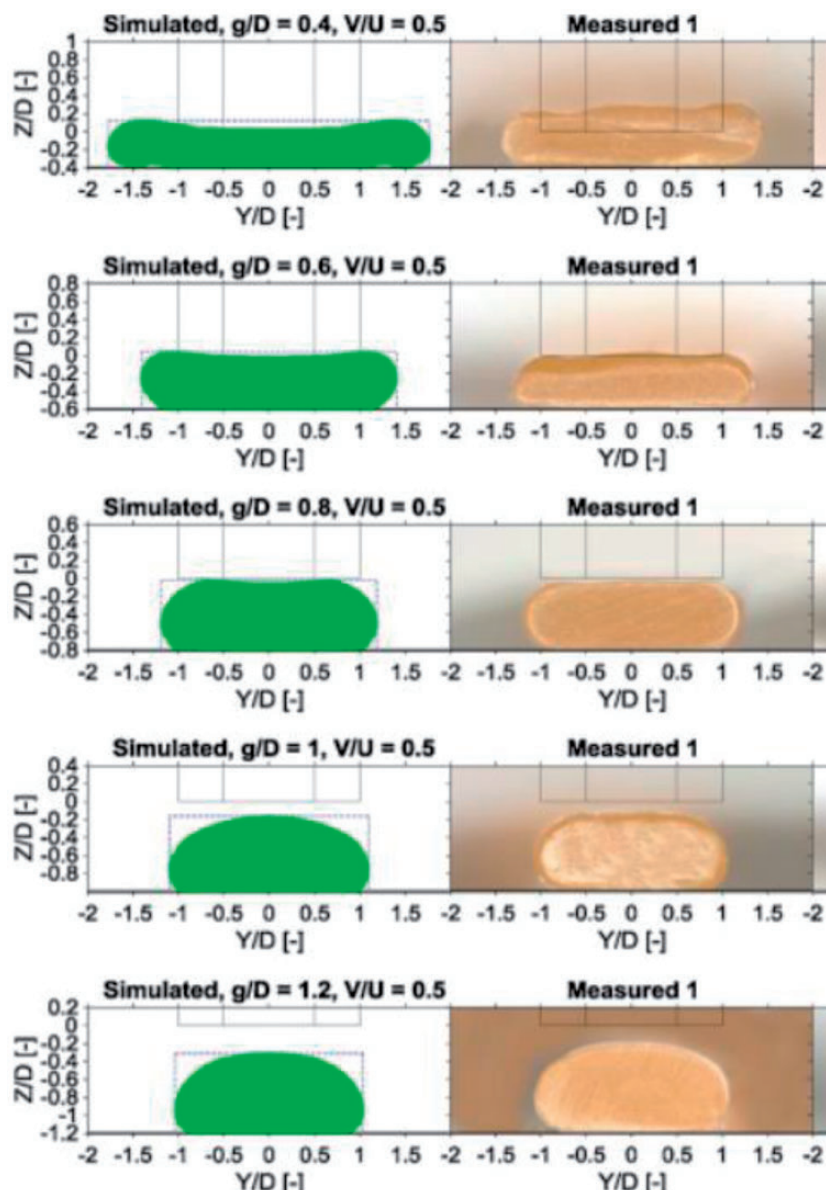 Simulated, g/D = 0.4, V/U = 0.5 Measured 1
Z/D [-]
1
0.8
0.6
0.4
0.2
0
-0.2
-0.4
-2 -1.5 -1 -0.5 0 0.5 1 1.5 -2 -1.5 -1 -0.5 0 0.5 1 1.5 -2
Y/D [-] Y/D [-]
Simulated, g/D = 0.6, V/U = 0.5 Measured 1
Z/D [-]
0.8
0.6
0.4
0.2
0
-0.2
-0.4
-0.6
-2 -1.5 -1 -0.5 0 0.5 1 1.5 -2 -1.5 -1 -0.5 0 0.5 1 1.5 -2
Y/D [-] Y/D [-]
Simulated, g/D = 0.8, V/U = 0.5 Measured 1
Z/D [-]
0.6
0.4
0.2
0
-0.2
-0.4
-0.6
-0.8
-2 -1.5 -1 -0.5 0 0.5 1 1.5 -2 -1.5 -1 -0.5 0 0.5 1 1.5 -2
Y/D [-] Y/D [-]
Simulated, g/D = 1, V/U = 0.5 Measured 1
Z/D [-]
0.4
0.2
0
-0.2
-0.4
-0.6
-0.8
-2 -1.5 -1 -0.5 0 0.5 1 1.5 -2 -1.5 -1 -0.5 0 0.5 1 1.5 -2
Y/D [-] Y/D [-]
Simulated, g/D = 1.2, V/U = 0.5 Measured 1
Z/D [-]
0.2
0
-0.2
-0.4
-0.6
-0.8
-1
-1.2
-2 -1.5 -1 -0.5 0 0.5 1 1.5 -2 -1.5 -1 -0.5 0 0.5 1 1.5 -2
Y/D [-] Y/D [-]